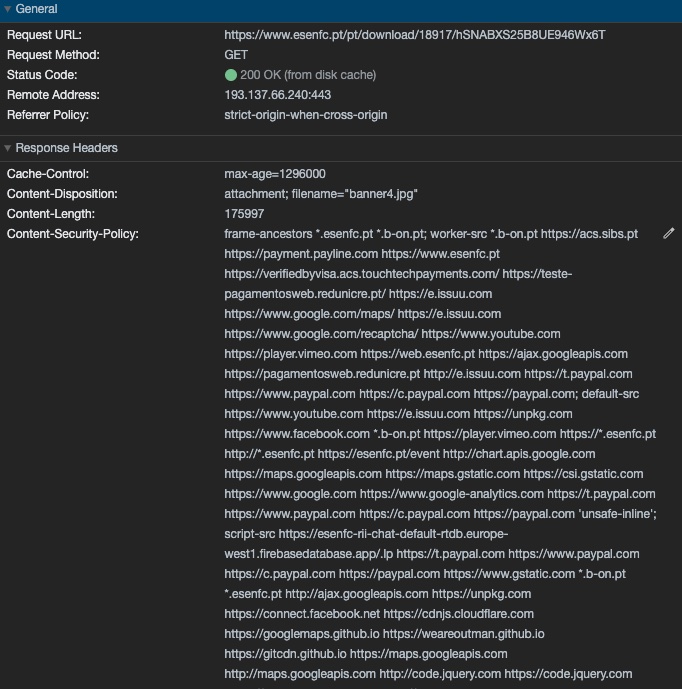 General
Request URL: https://www.esenfc.pt/pt/download/18917/hSNABXS25B8UE946Wx6T
Request Method: GET
Status Code: 200 OK (from disk cache)
Remote Address: 193.137.66.240:443
Referrer Policy: strict-origin-when-cross-origin
Response Headers
Cache-Control: max-age=1296000
Content-Disposition: attachment; filename="banner4.jpg"
Content-Length: 175997
Content-Security-Policy: frame-ancestors *.esenfc.pt *.b-on.pt; worker-src *.b-on.pt https://acs.sibs.pt
https://payment.payline.com https://www.esenfc.pt
https://verifiedbyvisa.acs.touchtechpayments.com/ https://teste-
pagamentosweb.redunicre.pt/ https://e.issuu.com
https://www.google.com/maps/ https://e.issuu.com
https://www.google.com/recaptcha/ https://www.youtube.com
https://player.vimeo.com https://web.esenfc.pt https://ajax.googleapis.com
https://pagamentosweb.redunicre.pt http://e.issuu.com https://t.paypal.com
https://www.paypal.com https://c.paypal.com https://paypal.com; default-src
https://www.youtube.com https://e.issuu.com https://unpkg.com
https://www.facebook.com *.b-on.pt https://player.vimeo.com https://*.esenfc.pt
http://*.esenfc.pt https://esenfc.pt/event http://chart.apis.google.com
https://maps.googleapis.com https://maps.gstatic.com https://csi.gstatic.com
https://www.google.com https://www.google-analytics.com https://t.paypal.com
https://www.paypal.com https://c.paypal.com https://paypal.com 'unsafe-inline';
script-src https://esenfc-rii-chat-default-rtdb.europe-
west1.firebasedatabase.app/.lp https://t.paypal.com https://www.paypal.com
https://c.paypal.com https://paypal.com https://www.gstatic.com *.b-on.pt
*.esenfc.pt http://ajax.googleapis.com https://unpkg.com
https://connect.facebook.net https://cdnjs.cloudflare.com
https://googlemaps.github.io https://weareoutman.github.io
https://gitcdn.github.io https://maps.googleapis.com
http://maps.googleapis.com http://code.jquery.com https://code.jquery.com